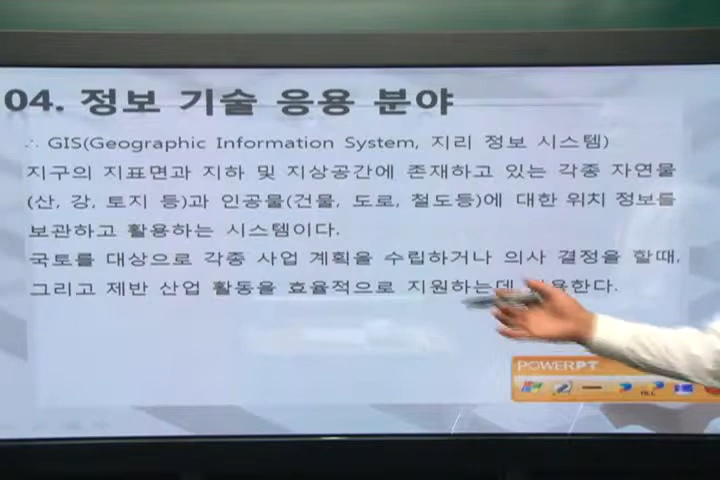 04. 정보 기술 응용 분야
∴ GIS(Geographic Information System, 지리 정보 시스템)
지구의 지표면과 지하 및 지상공간에 존재하고 있는 각종 자연물
(산, 강, 토지 등)과 인공물(건물, 도로, 철도등)에 대한 위치 정보를
보관하고 활용하는 시스템이다.
국토를 대상으로 각종 사업 계획을 수립하거나 의사 결정을 할때,
그리고 제반 산업 활동을 효율적으로 지원하는데
POWERPT